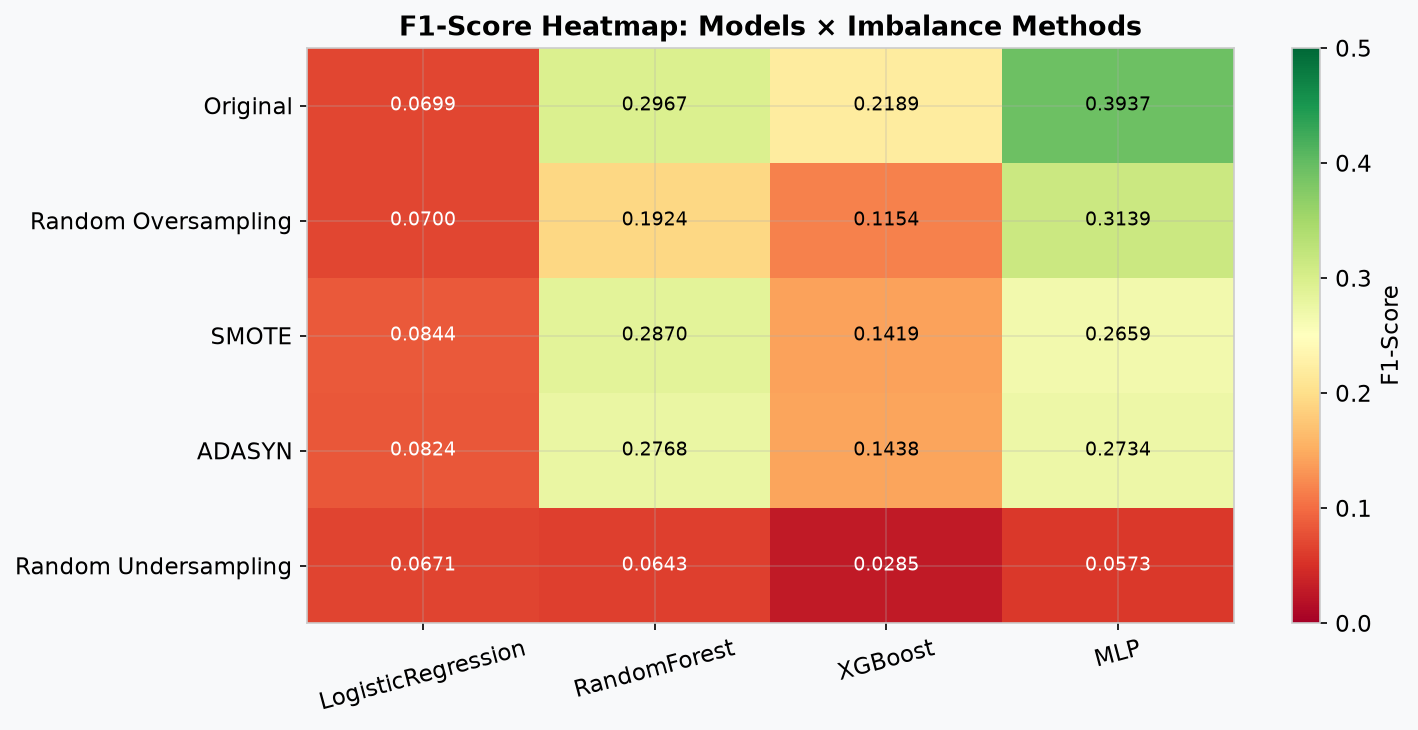 F1-Score Heatmap: Models × Imbalance Methods
Original
0.0699 0.2967 0.2189 0.3937
Random Oversampling
0.0700 0.1924 0.1154 0.3139
SMOTE
0.0844 0.2870 0.1419 0.2659
ADASYN
0.0824 0.2768 0.1438 0.2734
Random Undersampling
0.0671 0.0643 0.0285 0.0573
LogisticRegression
RandomForest
XGBoost
MLP
0.5
0.4
0.3
0.2
0.1
0.0
F1-Score